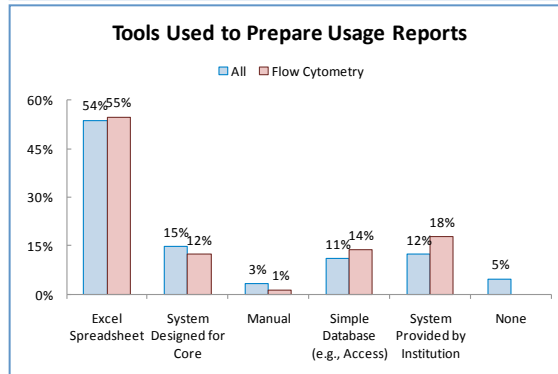 Tools Used to Prepare Usage Reports
All Flow Cytometry
60%
45%
30%
15%
0%
54% 55%
15% 12%
3% 1%
11% 14%
12% 18%
5%
Excel
Spreadsheet
System
Designed for
Core
Manual
Simple
Database
(e.g., Access)
System
Provided by
Institution
None